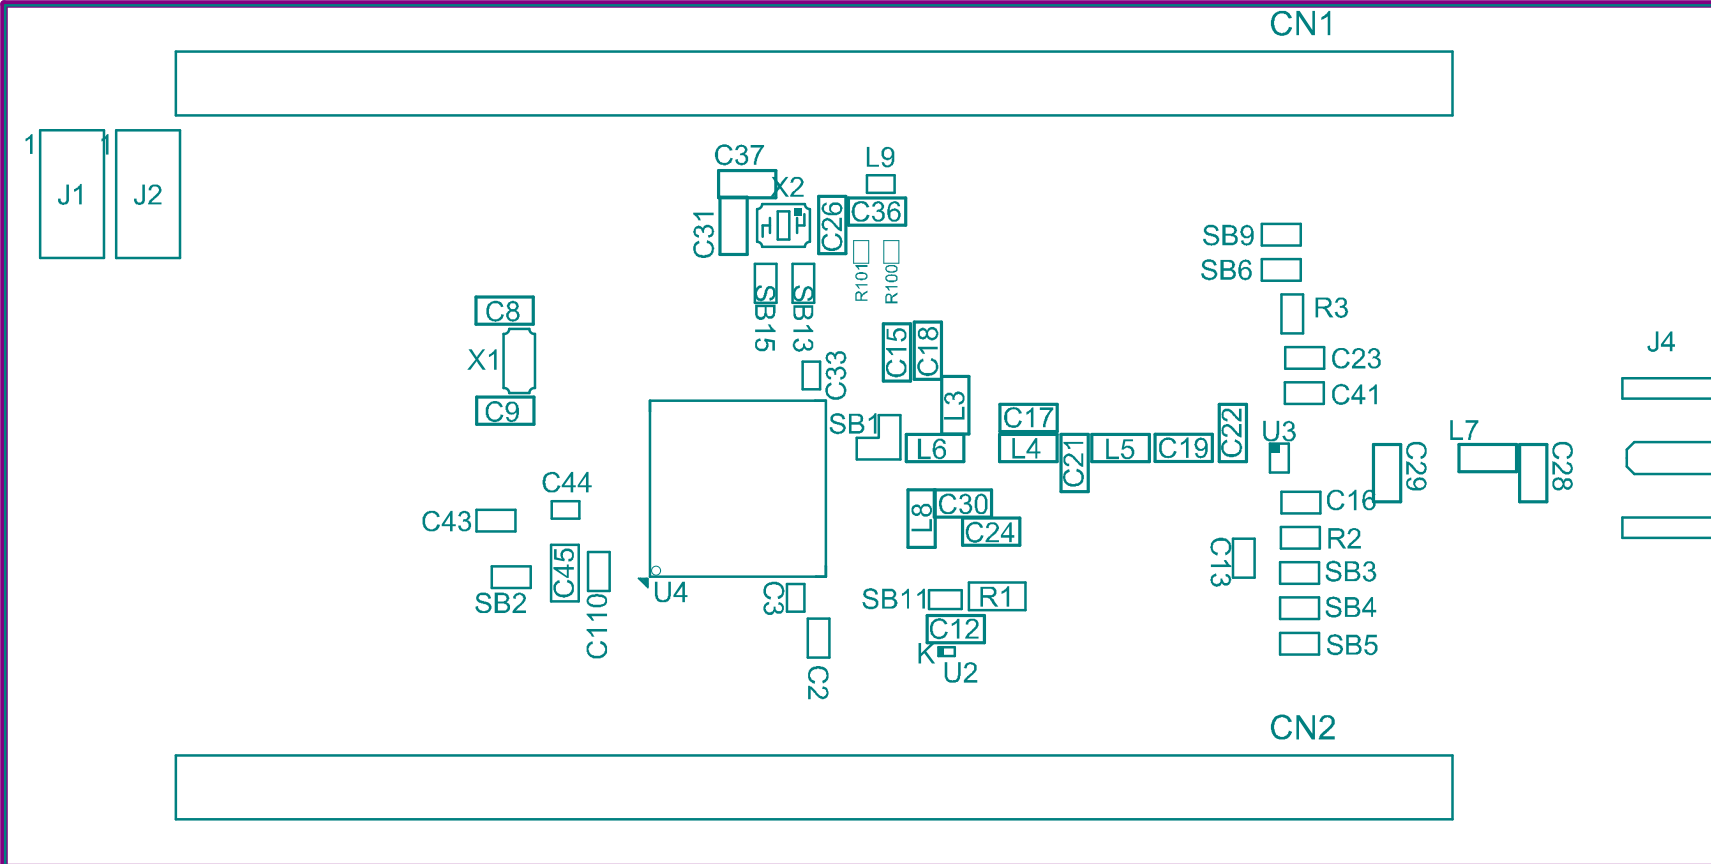 CN1
1
1
J1
J2
C37
L9
X2
C31
C26
C36
R101
R100
SB15
SB13
SB9
SB6
R3
C8
X1
C9
C33
C15
C18
L3
C23
C41
J4
SB1
L6
C17
L4
C21
L5
C19
C22
U3
L7
C29
C28
C44
C43
C45
C110
SB2
L8
C30
C24
C16
R2
C13
SB3
SB4
SB5
U4
C3
C2
SB11
R1
C12
K
U2
CN2